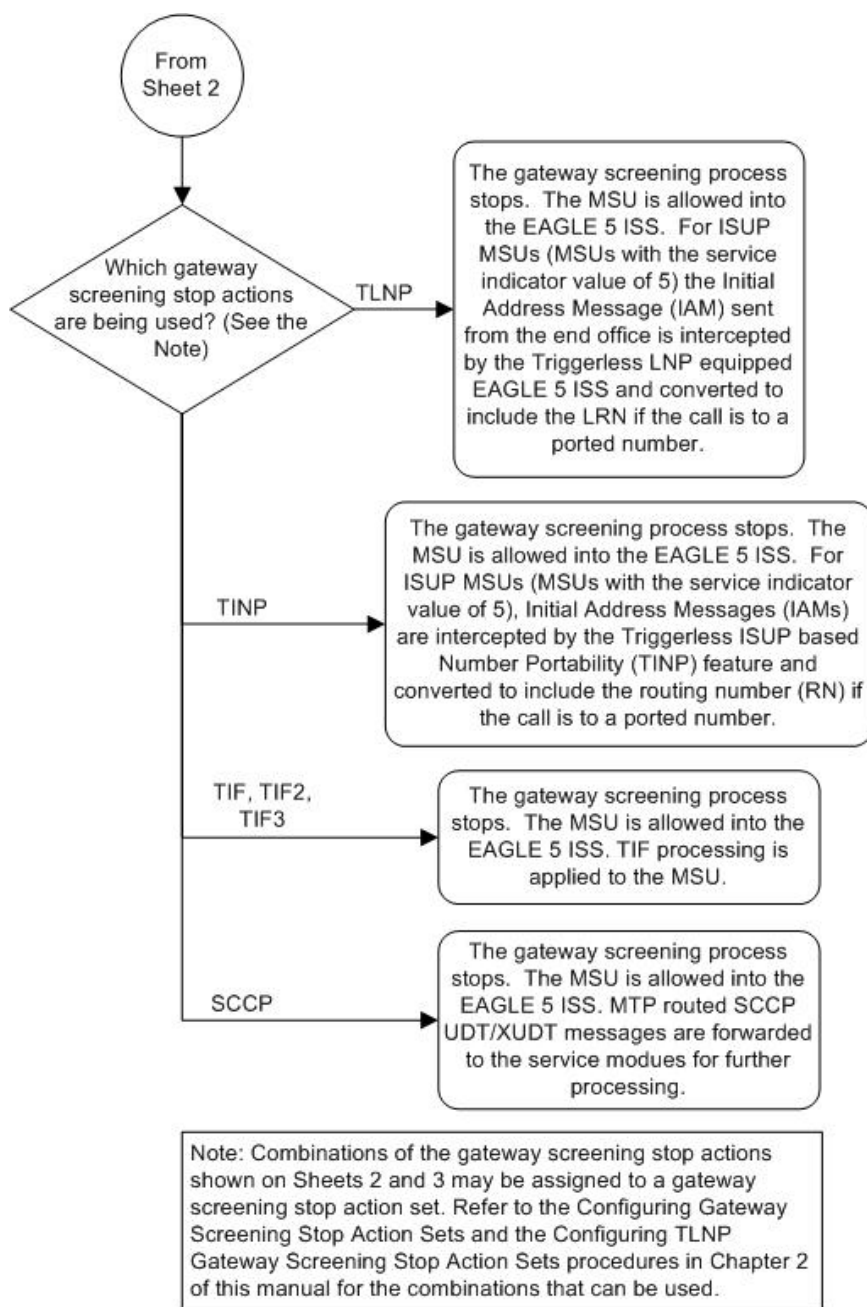 From
Sheet 2
Which gateway
screening stop actions
are being used? (See the
Note)
TLNP
The gateway screening process
stops.  The MSU is allowed into
the EAGLE 5 ISS.  For ISUP
MSUs (MSUs with the service
indicator value of 5) the Initial
Address Message (IAM) sent
from the end office is intercepted
by the Triggerless LNP equipped
EAGLE 5 ISS and converted to
include the LRN if the call is to a
ported number.
TINP
The gateway screening process stops.  The
MSU is allowed into the EAGLE 5 ISS.  For
ISUP MSUs (MSUs with the service indicator
value of 5), Initial Address Messages (IAMs)
are intercepted by the Triggerless ISUP based
Number Portability (TINP) feature and
converted to include the routing number (RN) if
the call is to a ported number.
TIF, TIF2,
TIF3
The gateway screening process
stops.  The MSU is allowed into the
EAGLE 5 ISS. TIF processing is
applied to the MSU.
SCCP
The gateway screening process
stops.  The MSU is allowed into the
EAGLE 5 ISS. MTP routed SCCP
UDT/XUDT messages are forwarded
to the service modues for further
processing.
Note: Combinations of the gateway screening stop actions
shown on Sheets 2 and 3 may be assigned to a gateway
screening stop action set. Refer to the Configuring Gateway
Screening Stop Action Sets and the Configuring TLNP
Gateway Screening Stop Action Sets procedures in Chapter 2
of this manual for the combinations that can be used.